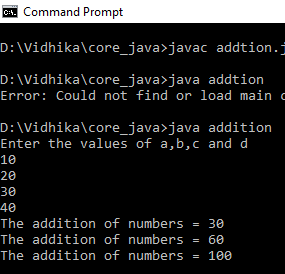 Command Prompt
D:\Vidhika\core_java>javac addtion.j
D:\Vidhika\core_java>java addtion
Error: Could not find or load main
D:\Vidhika\core_java>java addition
Enter the values of a,b,c and d
10
20
30
40
The addition of numbers = 30
The addition of numbers = 60
The addition of numbers = 100